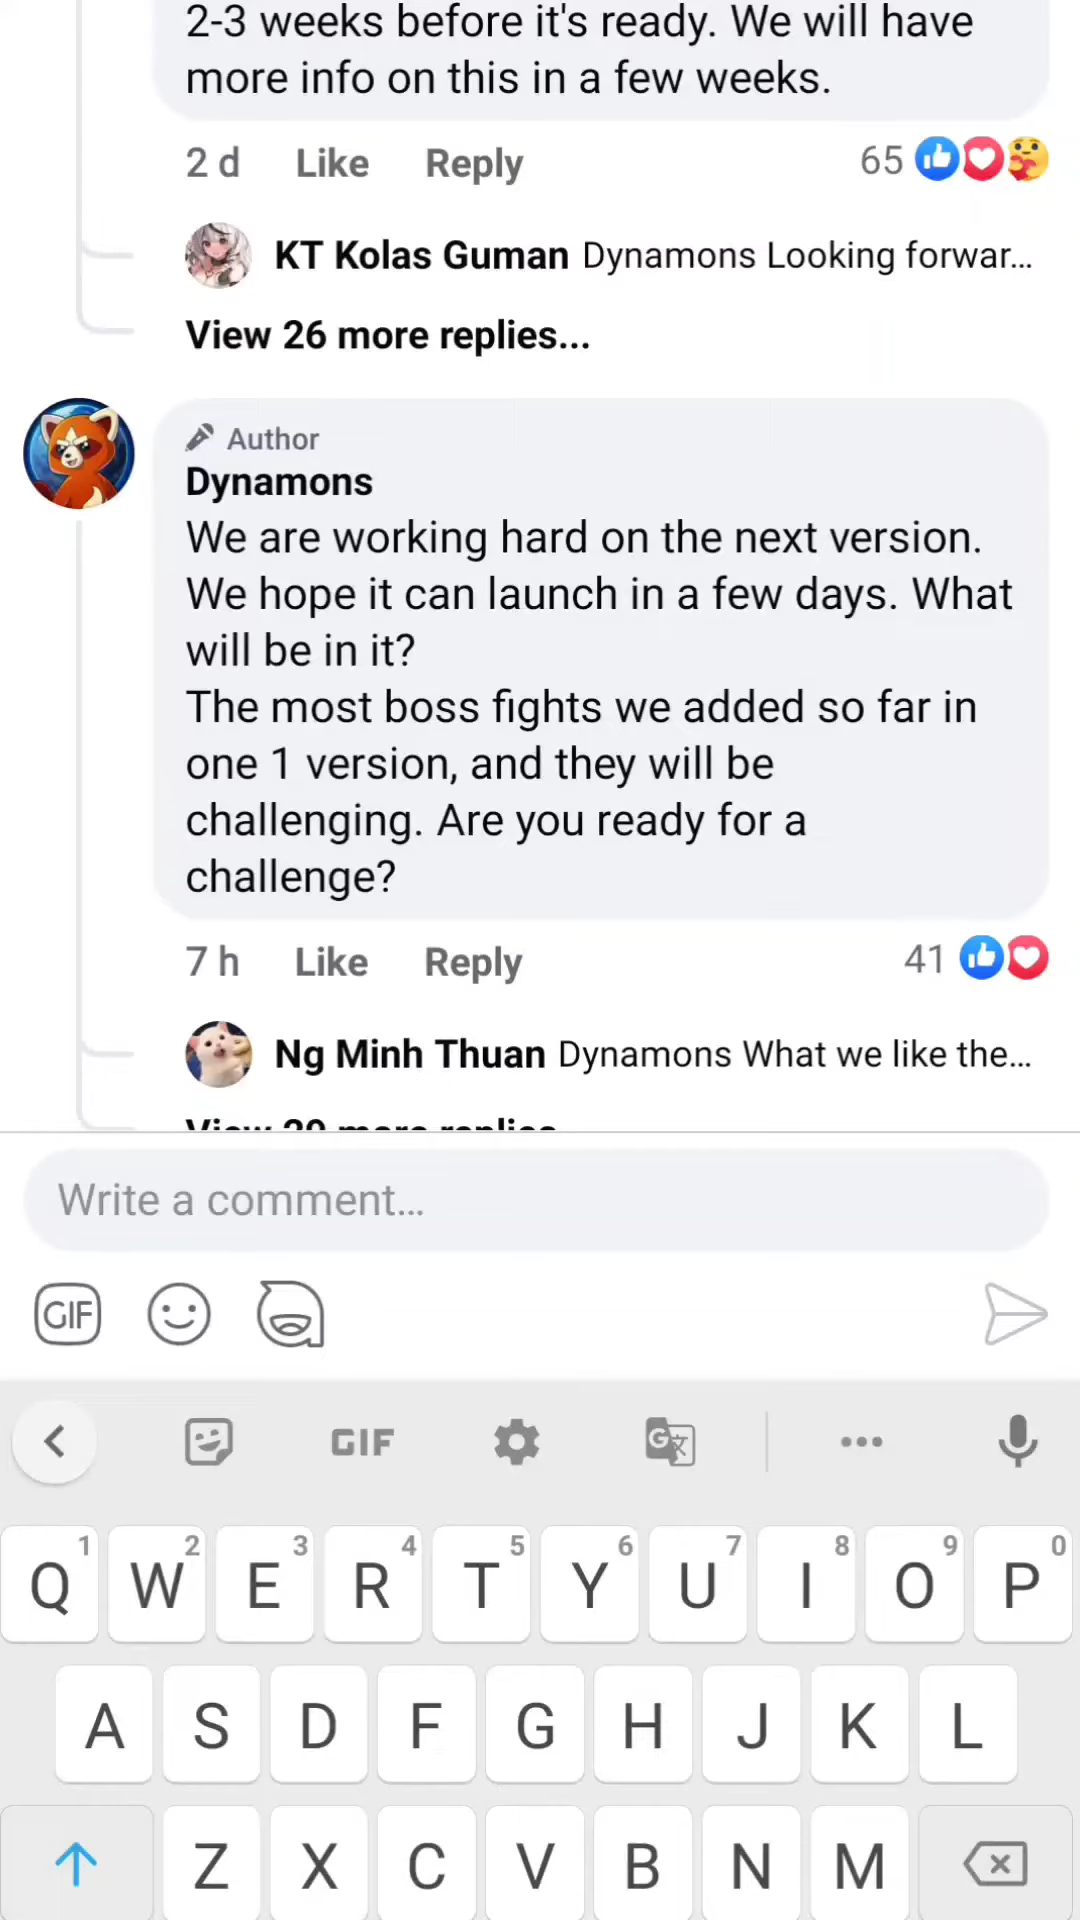 2-3 weeks before it's ready. We will have
more info on this in a few weeks.
2 d Like Reply 65
KT Kolas Guman Dynamons Looking forwar...
View 26 more replies...
Author
Dynamons
We are working hard on the next version.
We hope it can launch in a few days. What
will be in it?
The most boss fights we added so far in
one 1 version, and they will be
challenging. Are you ready for a
challenge?
7 h Like Reply 41
Ng Minh Thuan Dynamons What we like the...
View 29 more replies...
Write a comment...
GIF
GIF G 文
Q 1 W 2 E 3 R 4 T 5 Y 6 U 7 I 8 O 9 P 0
A S D F G H J K L
Z X C V B N M